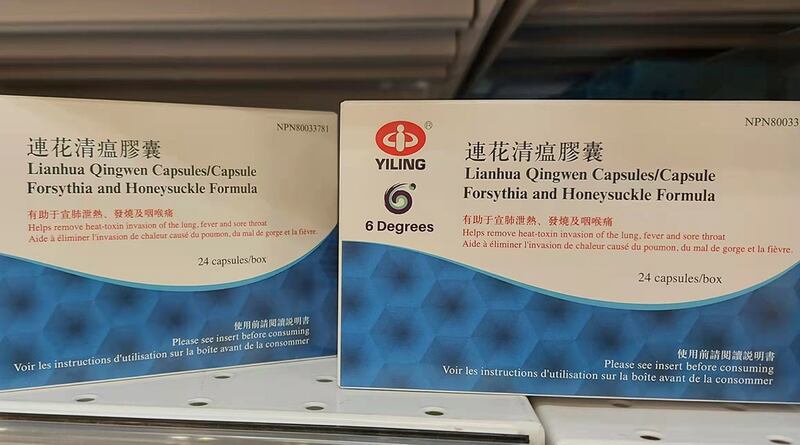 NPN80033781
連花清瘟膠囊
Lianhua Qingwen Capsules/Capsule
Forsythia and Honeysuckle Formula
有助于宣肺泄熱、發燒及咽喉痛
Helps remove heat-toxin invasion of the lung, fever and sore throat
Aide à éliminer l'invasion de chaleur causé du poumon, du mal de gorge et la fièvre.
24 capsules/box
使用前請閱讀説明書
Please see insert before consuming
Voir les instructions d'utilisation sur la boîte avant de la consommer
NPN80033
YILING
®
6 Degrees
連花清瘟膠囊
Lianhua Qingwen Capsules/Capsule
Forsythia and Honeysuckle Formula
有助于宣肺泄熱、發燒及咽喉痛
Helps remove heat-toxin invasion of the lung, fever and sore throat
Aide à éliminer l'invasion de chaleur causé du poumon, du mal de gorge et la fièvre.
24 capsules/box
使用前請閱讀説明書
Please see insert before consuming
Voir les instructions d'utilisation sur la boîte avant de la consommer